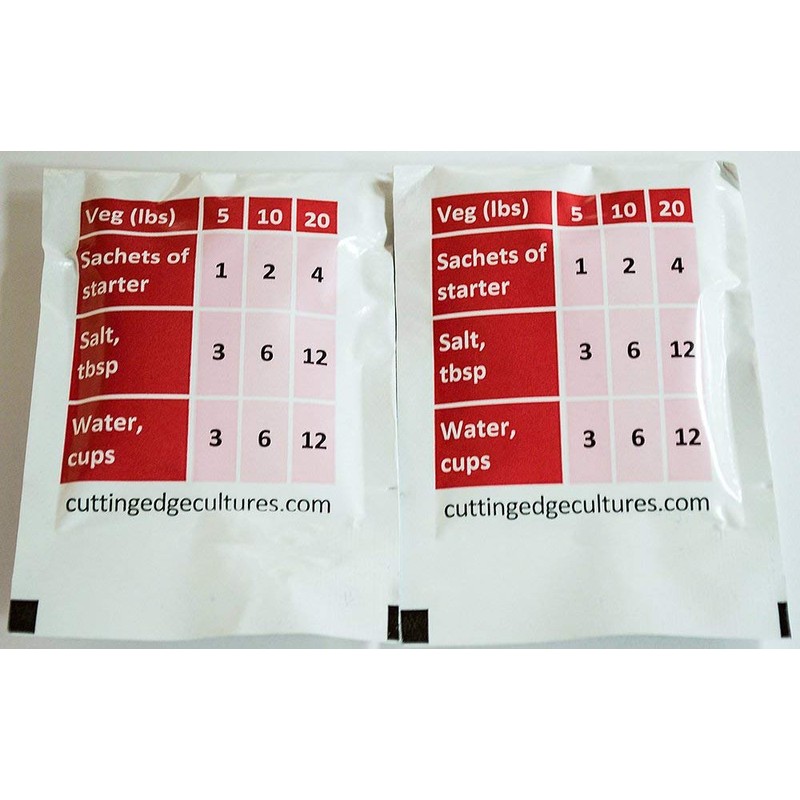 Veg (lbs) 5 10 20
Sachets of
starter 1 2 4
Salt,
tbsp 3 6 12
Water,
cups 3 6 12
cuttingedgecultures.com
Veg (lbs) 5 10 20
Sachets of
starter 1 2 4
Salt,
tbsp 3 6 12
Water,
cups 3 6 12
cuttingedgecultures.com